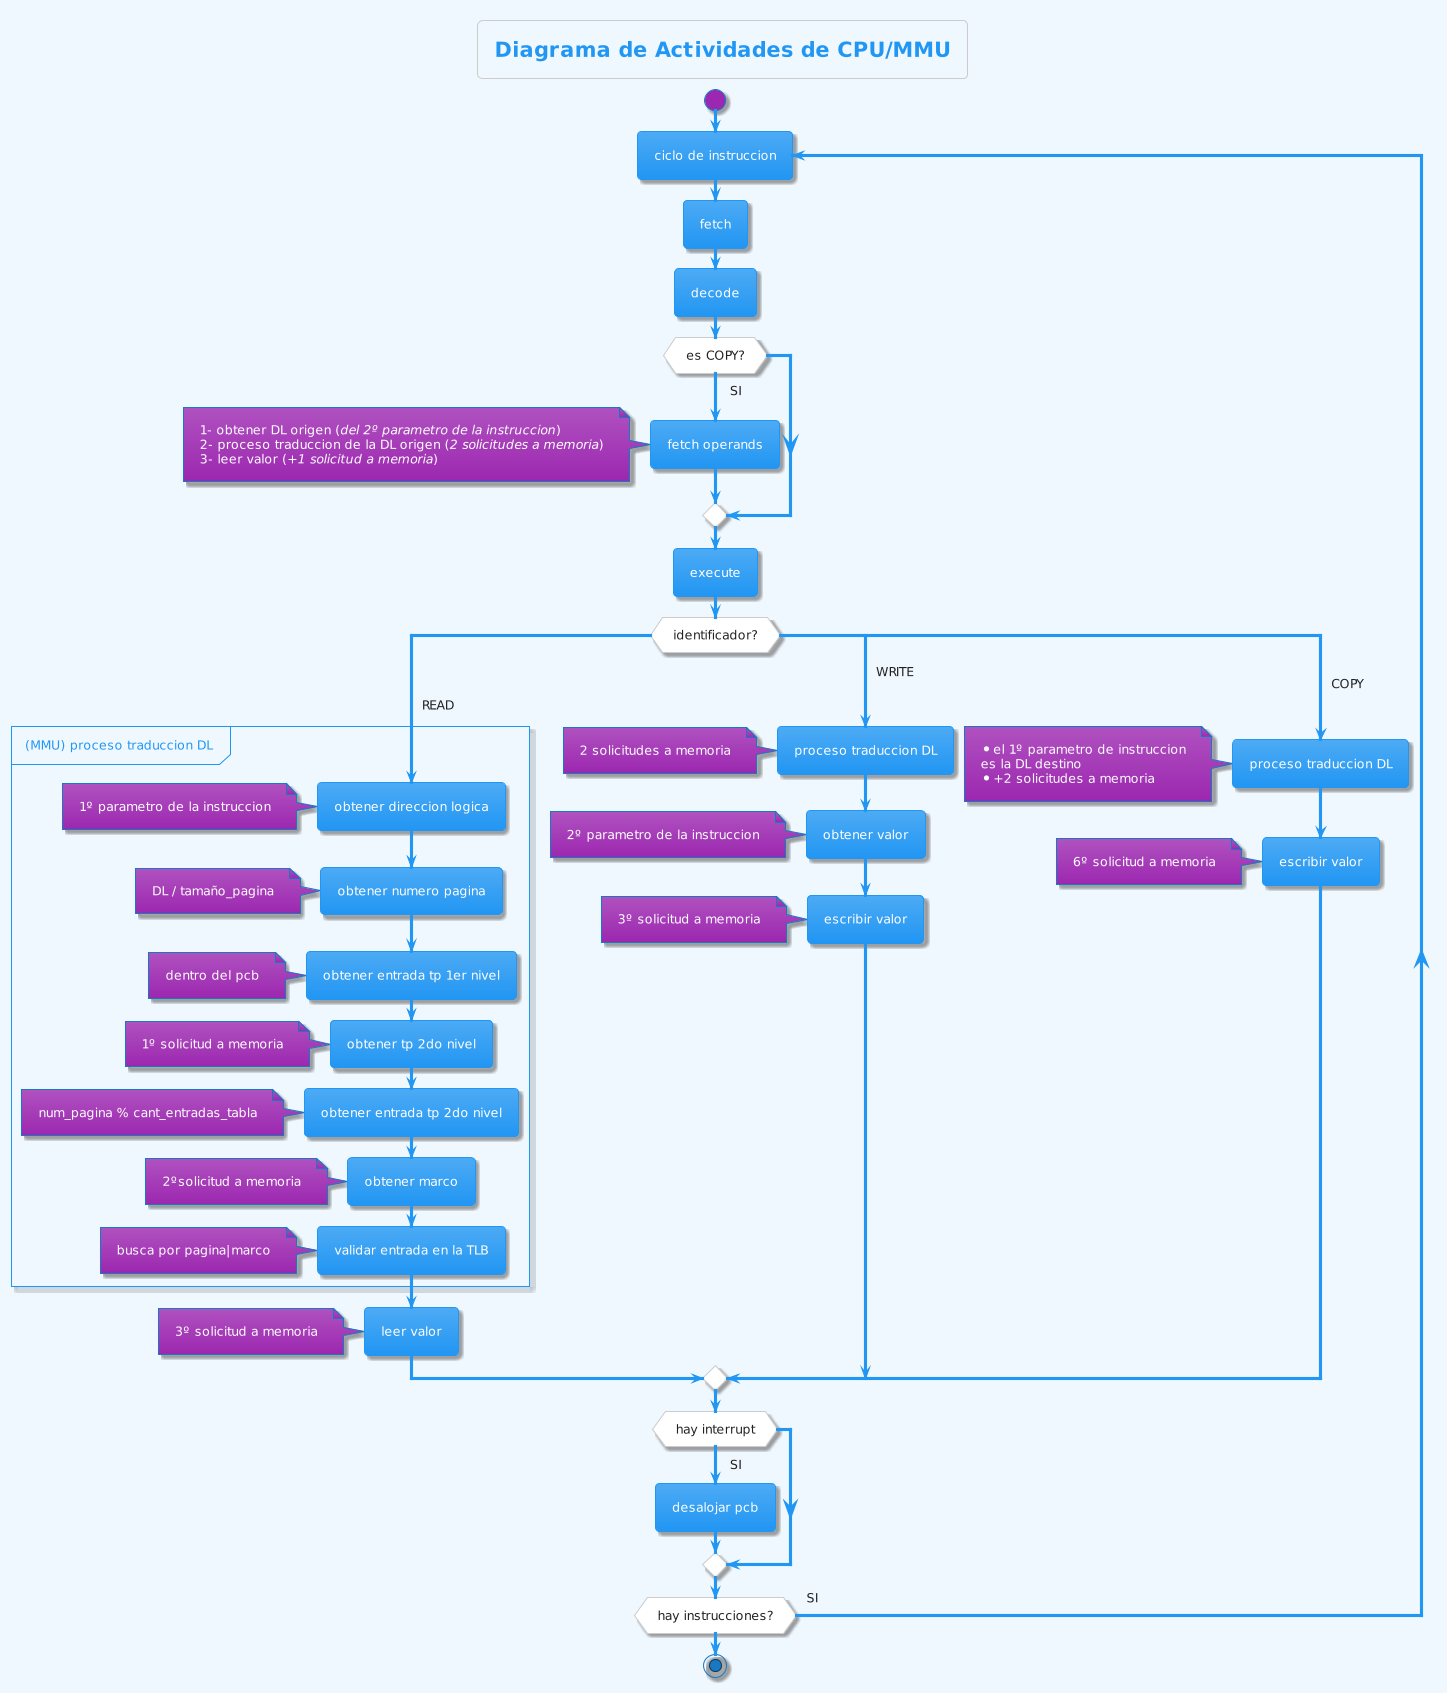 Diagrama de Actividades de CPU/MMU
ciclo de instruccion
fetch
decode
es COPY?
SI
1- obtener DL origen (del 2º parametro de la instruccion)
2- proceso traduccion de la DL origen (2 solicitudes a memoria)
3- leer valor (+1 solicitud a memoria)
fetch operands
execute
identificador?
READ
(MMU) proceso traduccion DL
1º parametro de la instruccion
obtener direccion logica
DL / tamaño_pagina
obtener numero pagina
dentro del pcb
obtener entrada tp 1er nivel
1º solicitud a memoria
obtener tp 2do nivel
num_pagina % cant_entradas_tabla
obtener entrada tp 2do nivel
2ºsolicitud a memoria
obtener marco
busca por pagina|marco
validar entrada en la TLB
3º solicitud a memoria
leer valor
WRITE
2 solicitudes a memoria
proceso traduccion DL
2º parametro de la instruccion
obtener valor
3º solicitud a memoria
escribir valor
COPY
• el 1º parametro de instruccion
es la DL destino
• +2 solicitudes a memoria
proceso traduccion DL
6º solicitud a memoria
escribir valor
hay interrupt
SI
desalojar pcb
SI
hay instrucciones?